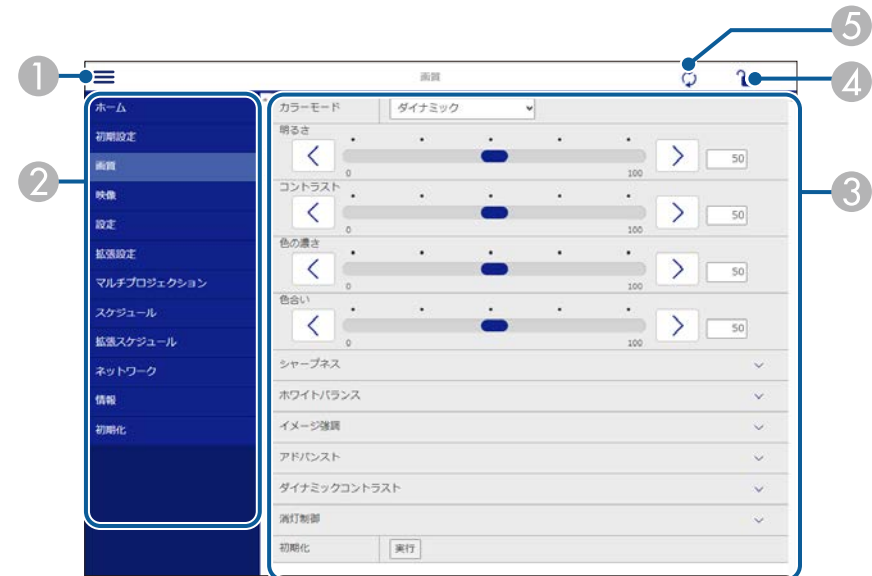 5
1
画質
4
ホーム
初期設定
画質
2
映像
設定
拡張設定
マルチプロジェクション
スケジュール
拡張スケジュール
ネットワーク
情報
初期化
カラーモード ダイナミック
明るさ
0 100 50
3
コントラスト
0 100 50
色の濃さ
0 100 50
色合い
0 100 50
シャープネス
ホワイトバランス
イメージ強調
アドバンスト
ダイナミックコントラスト
消灯制御
初期化 実行